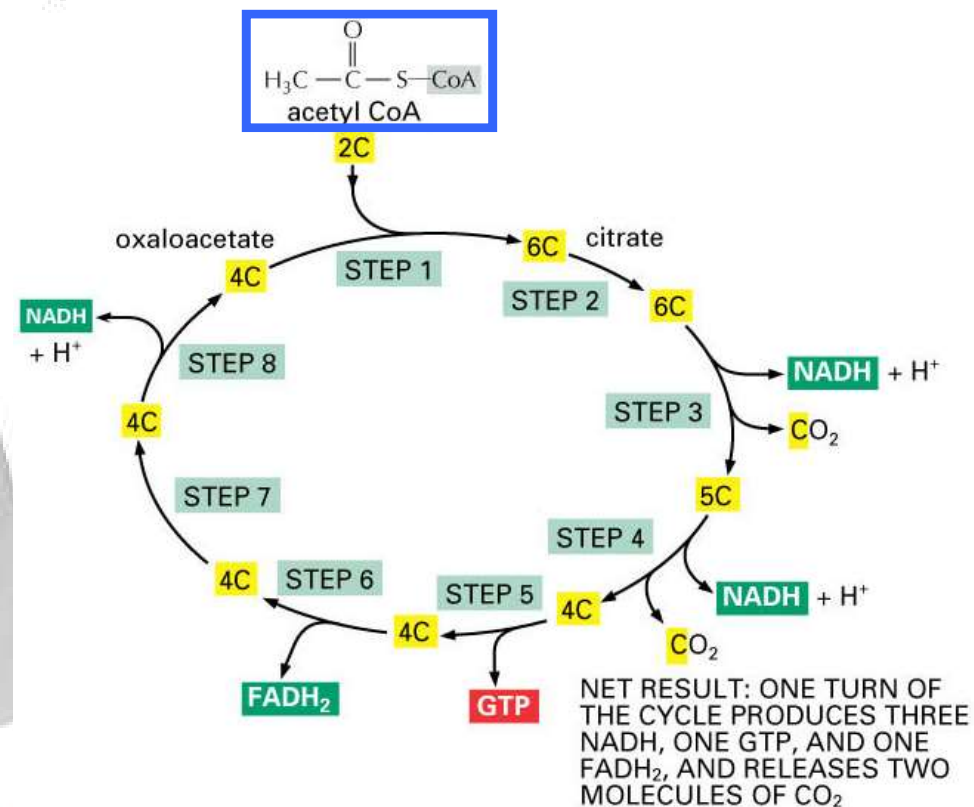 O
H₃C — C — S — CoA
acetyl CoA
2C
oxaloacetate
4C
STEP 1
6C
citrate
STEP 2
6C
NADH
+ H⁺
STEP 8
NADH + H⁺
STEP 3
CO₂
4C
5C
STEP 7
STEP 4
4C
STEP 6
STEP 5
4C
NADH + H⁺
4C
CO₂
FADH₂
GTP
NET RESULT: ONE TURN OF
THE CYCLE PRODUCES THREE
NADH, ONE GTP, AND ONE
FADH₂, AND RELEASES TWO
MOLECULES OF CO₂